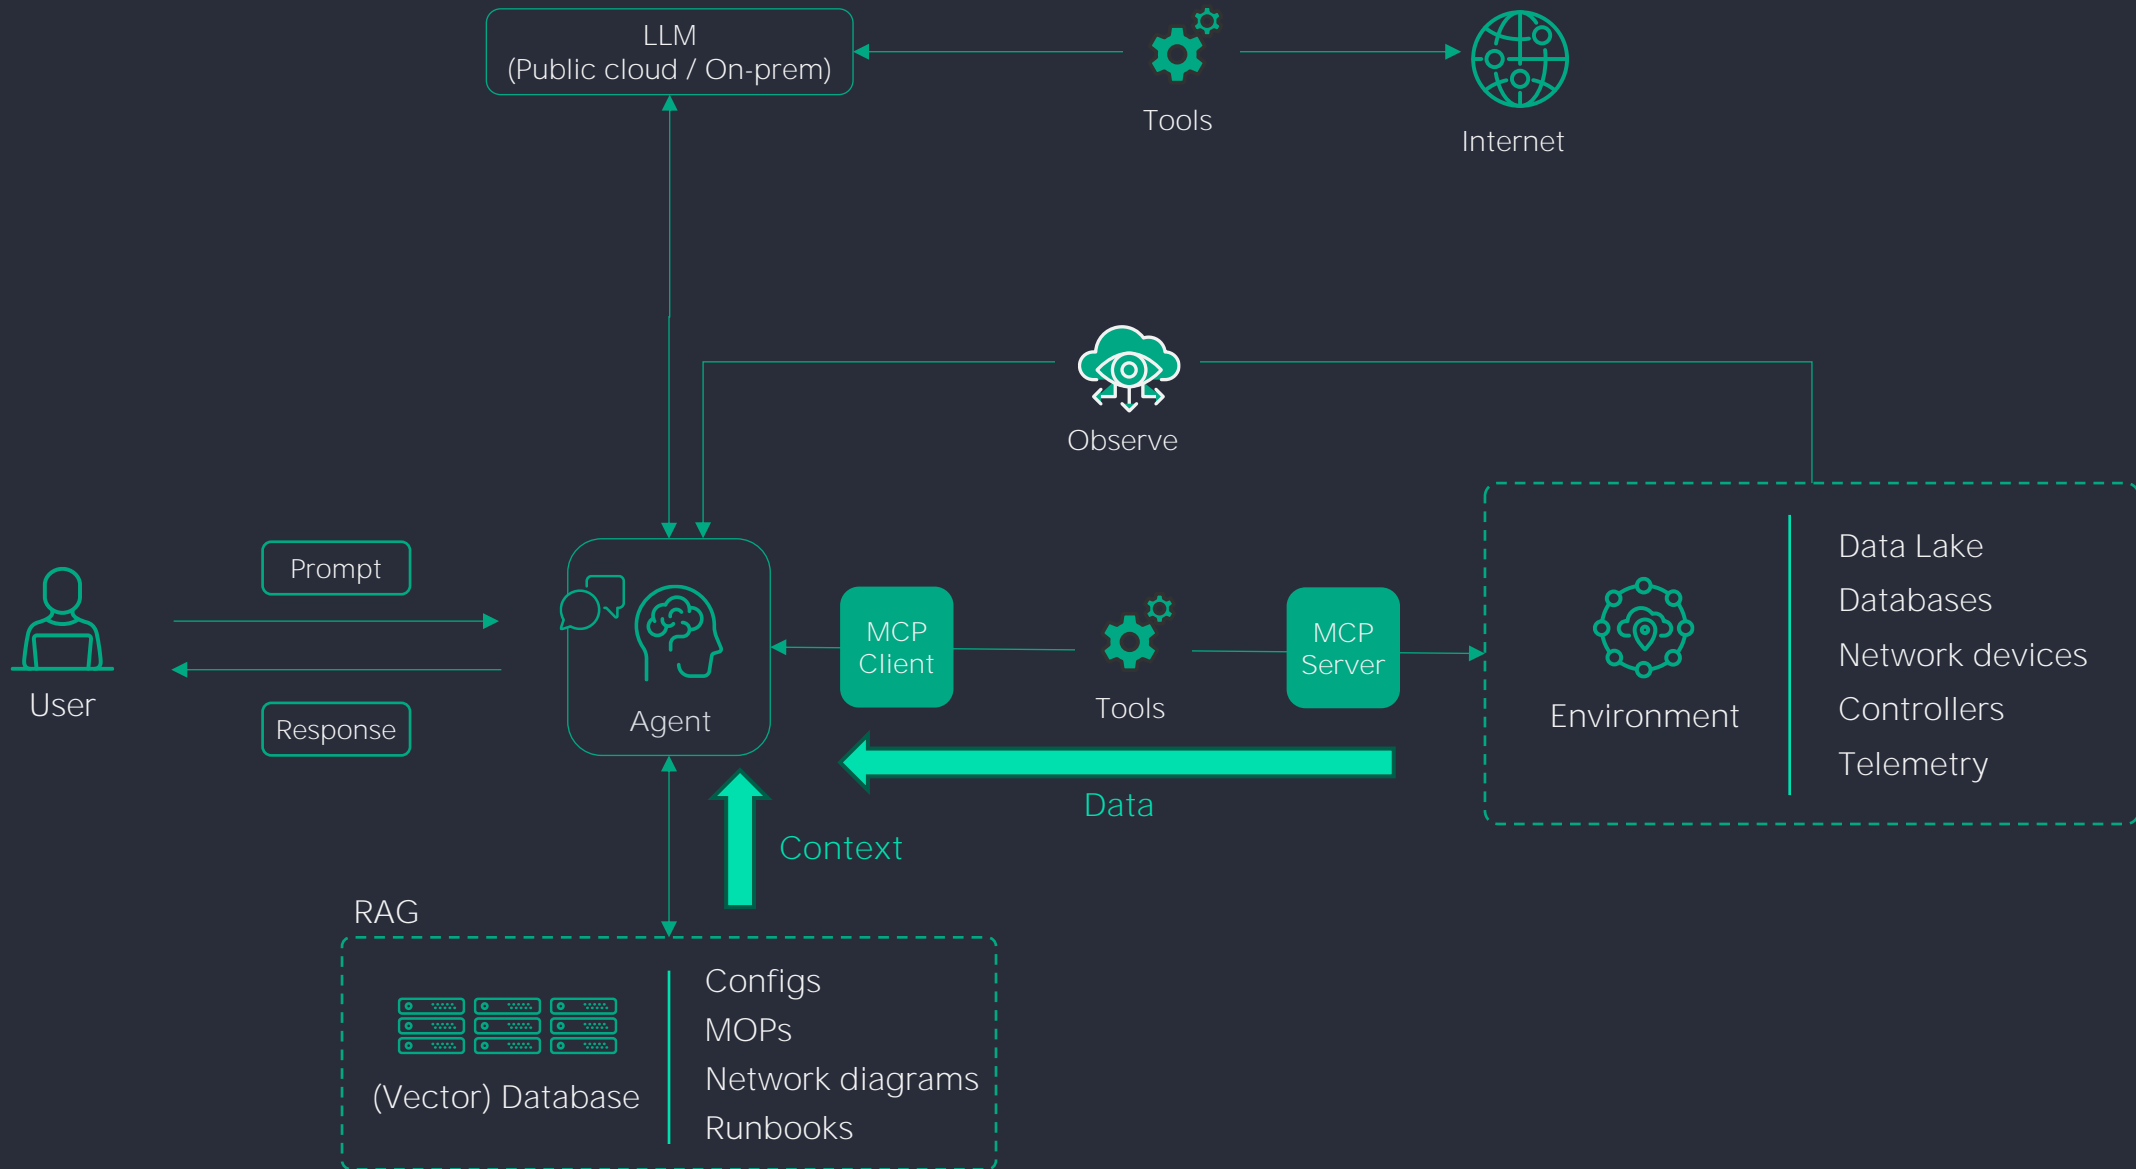 LLM
(Public cloud / On-prem)
Tools
Internet
Observe
Prompt
User
Response
Agent
MCP
Client
Tools
MCP
Server
Environment
Data Lake
Databases
Network devices
Controllers
Telemetry
Data
Context
RAG
(Vector) Database
Configs
MOPs
Network diagrams
Runbooks